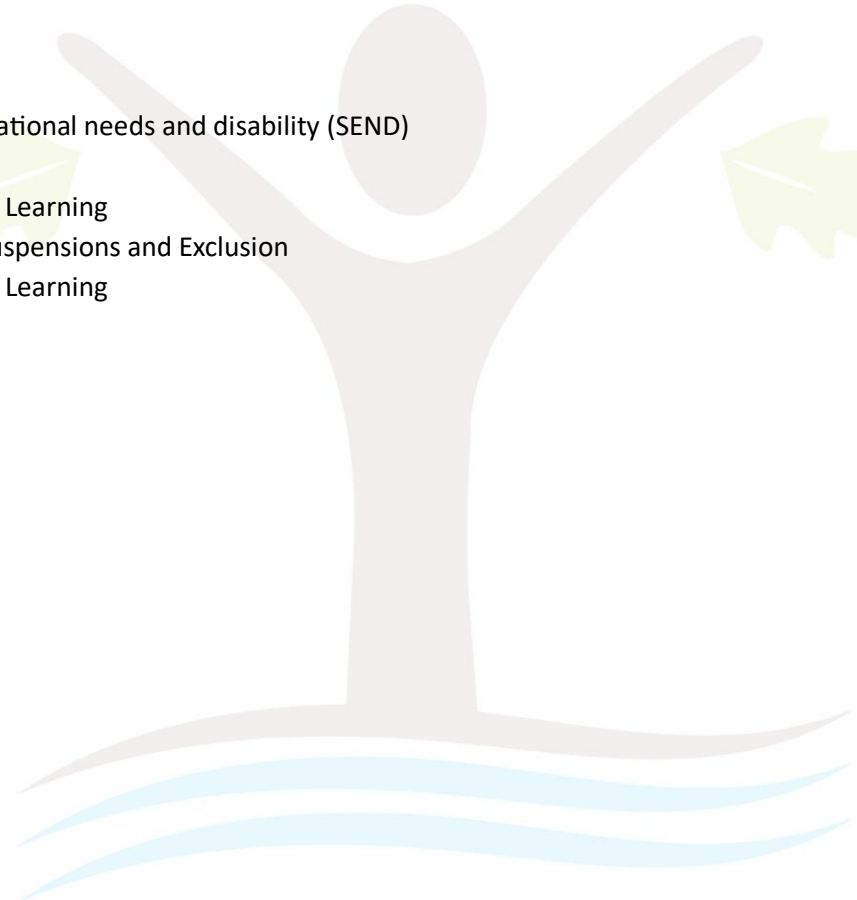 ational needs and disability (SEND)
Learning
spensions and Exclusion
Learning